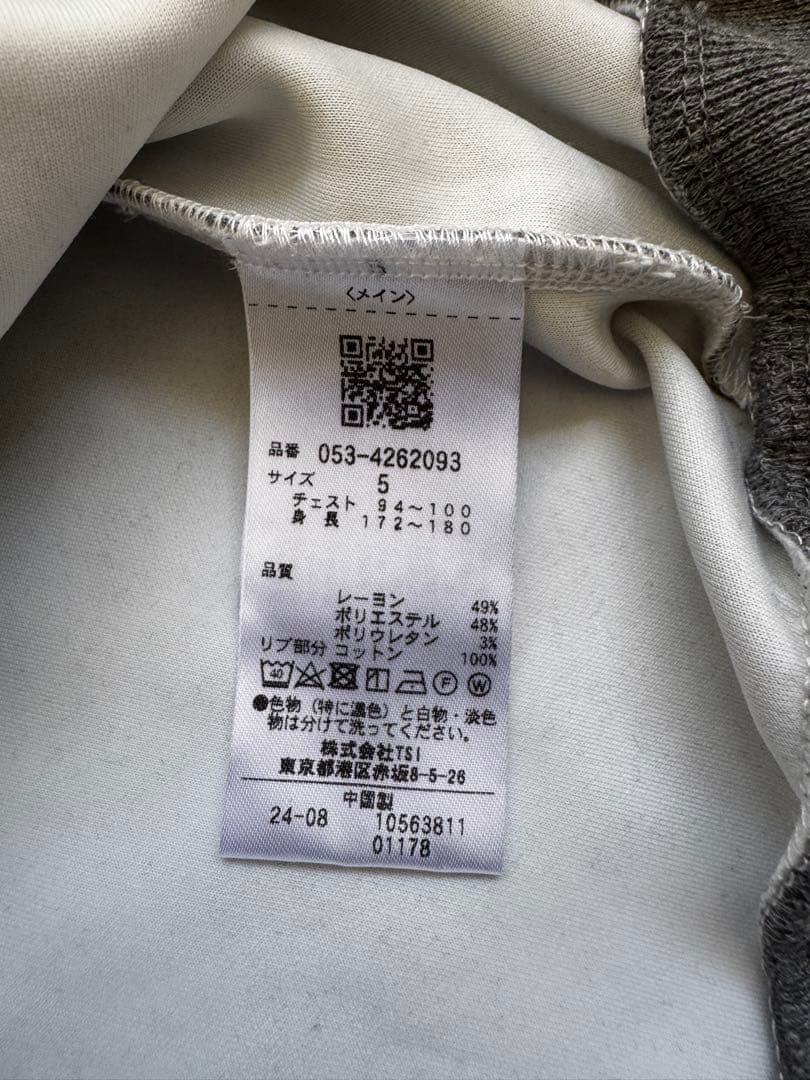 〈メイン〉
品番 053-4262093
サイズ 5
チェスト 94〜100
身長 172〜180
品質
レーヨン 49%
ポリエステル 48%
ポリウレタン 3%
リブ部分 コットン 100%
40 F W
●色物（特に濃色）と白物・淡色
物は分けて洗ってください。
株式会社TSI
東京都港区赤坂8-5-26
中國製
24-08 10563811
01178